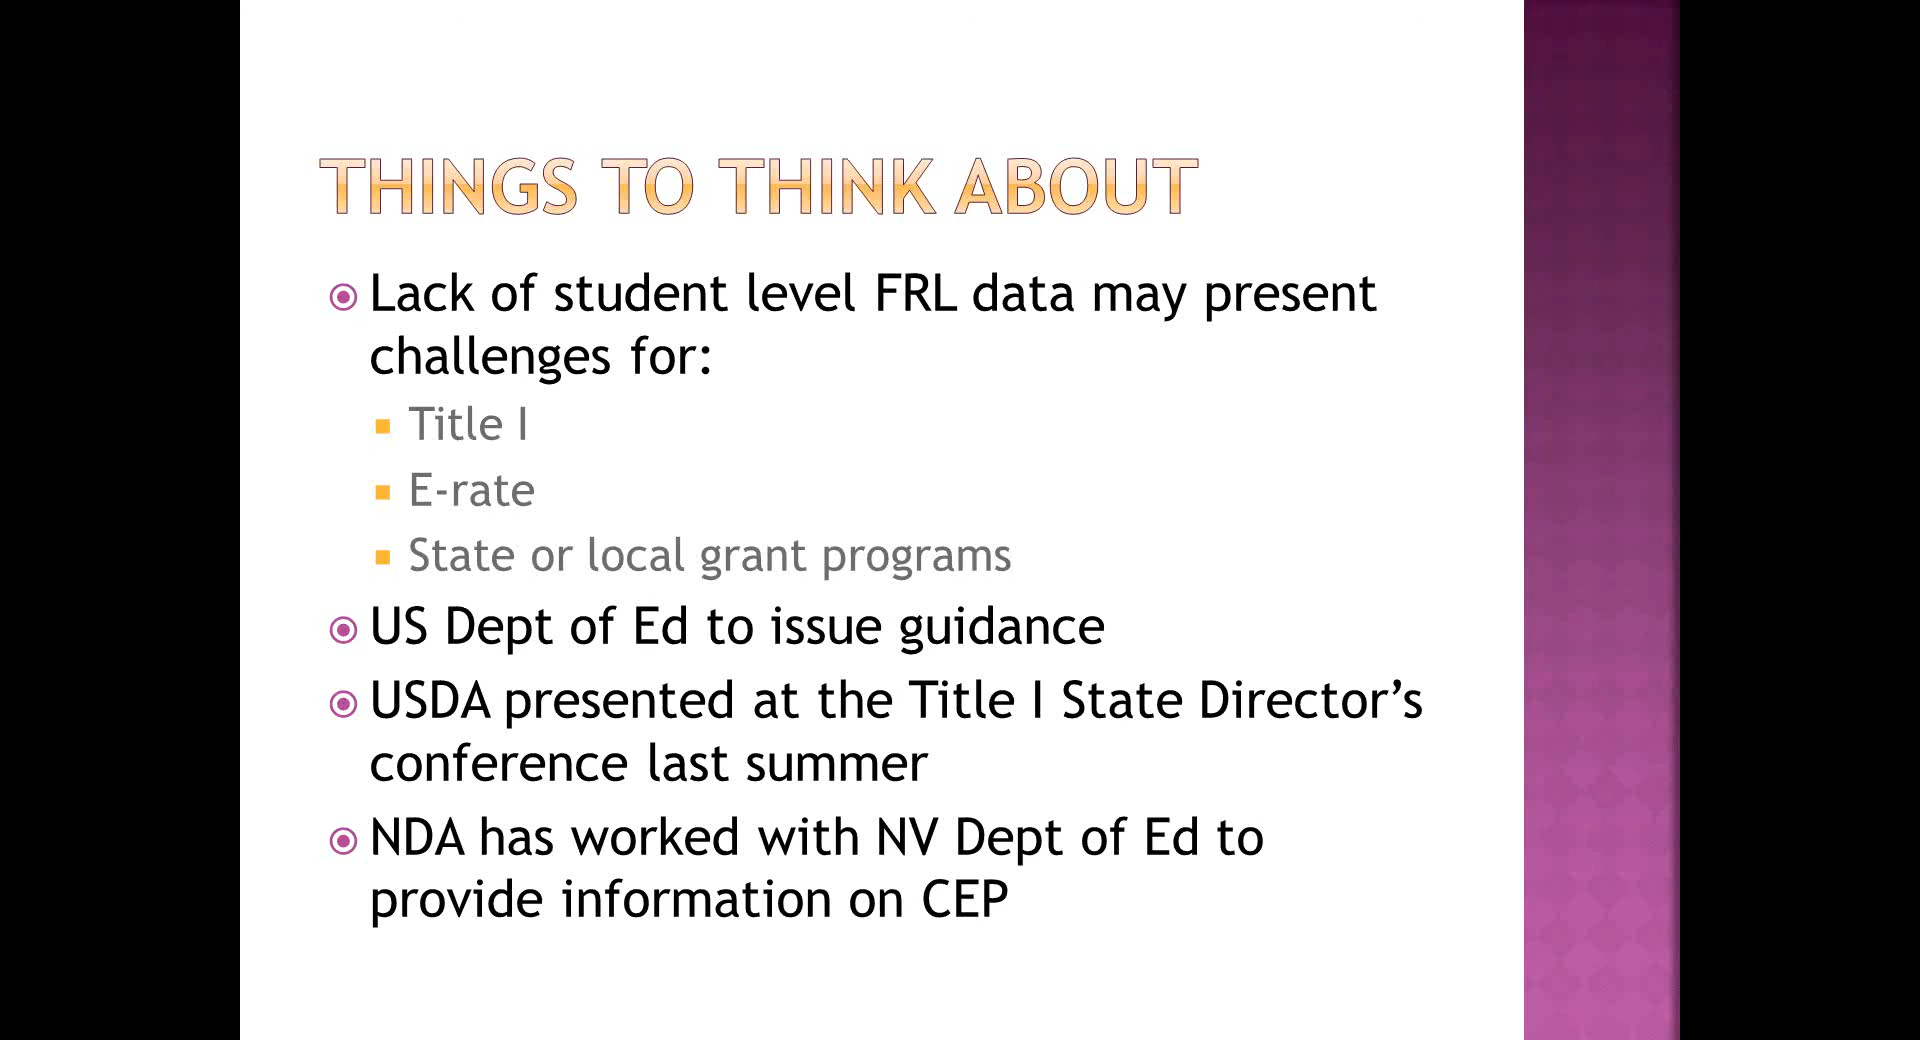 THINGS TO THINK ABOUT
Lack of student level FRL data may present
challenges for:
Title I
E-rate
State or local grant programs
US Dept of Ed to issue guidance
USDA presented at the Title I State Director’s
conference last summer
NDA has worked with NV Dept of Ed to
provide information on CEP